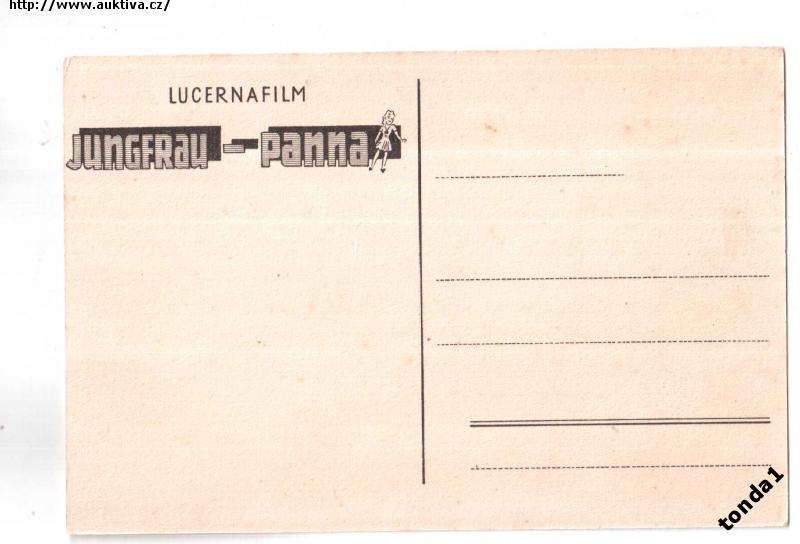 http://www.auktiva.cz/
LUCERNAFILM
JUNGFRAU – PANNA
tonda1